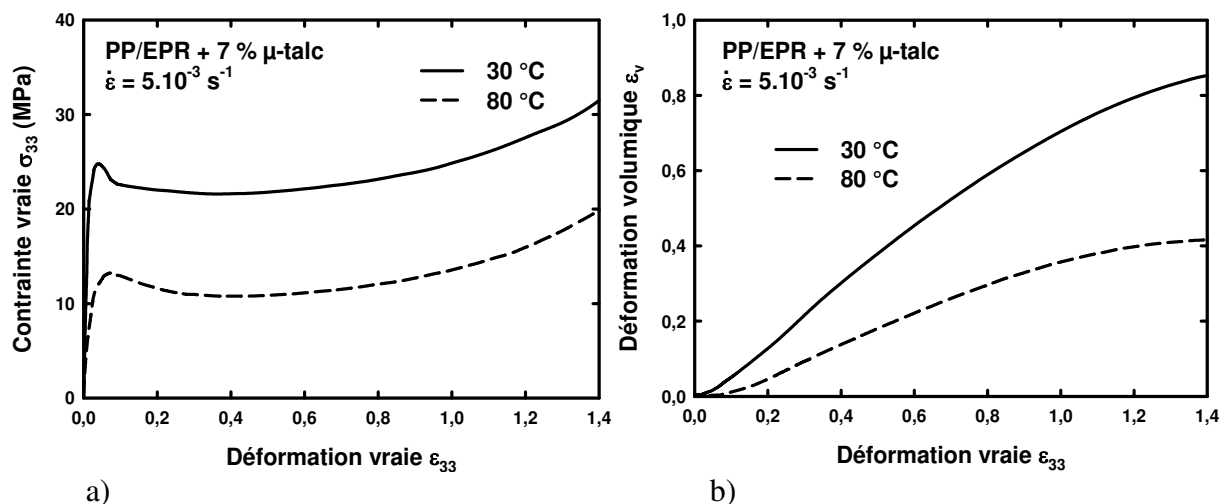 PP/EPR + 7 % µ-talc
ε̇ = 5.10⁻³ s⁻¹
30 °C
80 °C
Contrainte vraie σ₃₃ (MPa)
40
30
20
10
0
0,0 0,2 0,4 0,6 0,8 1,0 1,2 1,4
Déformation vraie ε₃₃
a)
PP/EPR + 7 % µ-talc
ε̇ = 5.10⁻³ s⁻¹
30 °C
80 °C
Déformation volumique εᵥ
1,0
0,8
0,6
0,4
0,2
0,0
0,0 0,2 0,4 0,6 0,8 1,0 1,2 1,4
Déformation vraie ε₃₃
b)